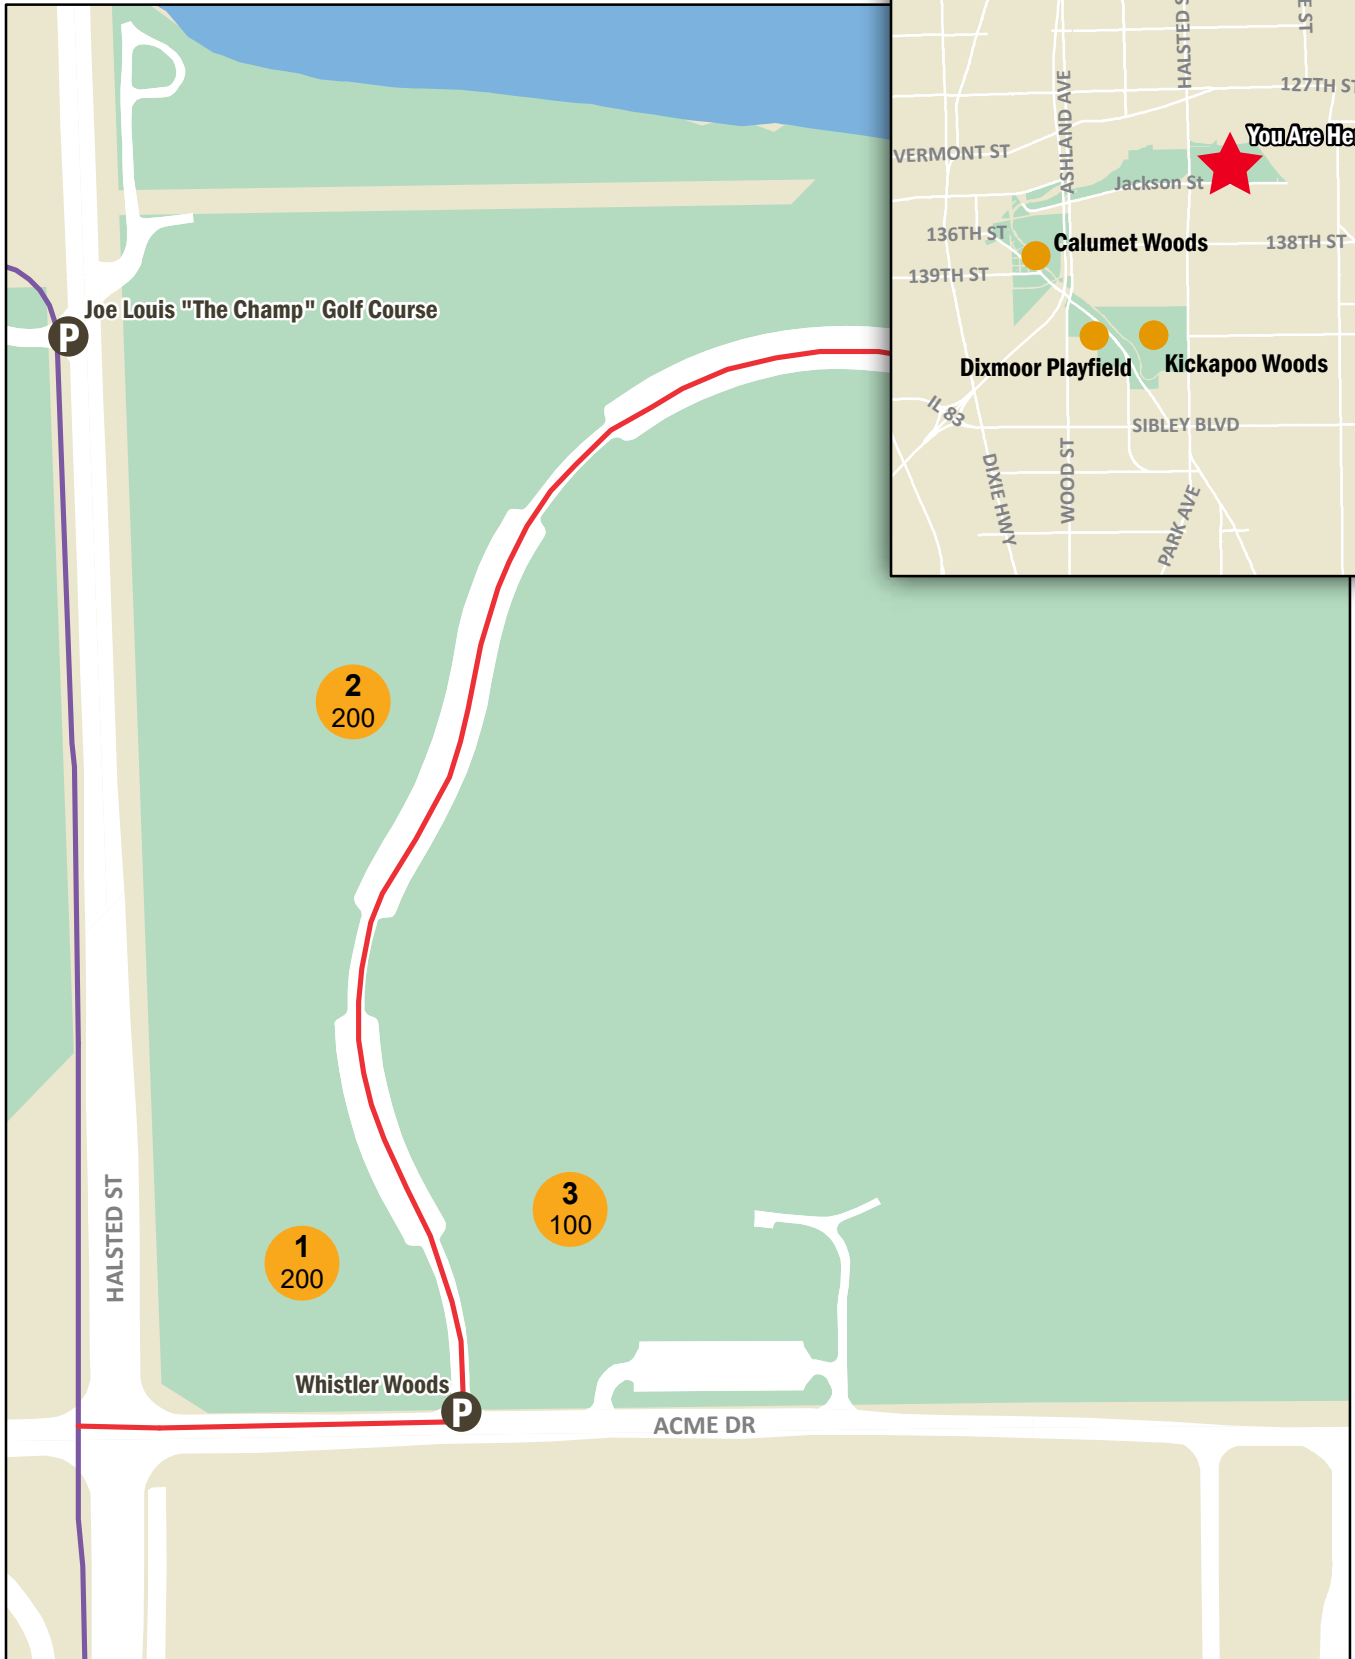 HALSTED S
E ST
127TH ST
ASHLAND AVE
You Are Her
VERMONT ST
Jackson St
136TH ST
Calumet Woods
138TH ST
139TH ST
Joe Louis "The Champ" Golf Course
P
Dixmoor Playfield
Kickapoo Woods
IL 83
SIBLEY BLVD
DIXIE HWY
WOOD ST
PARK AVE
2
200
3
100
HALSTED ST
1
200
Whistler Woods
P
ACME DR